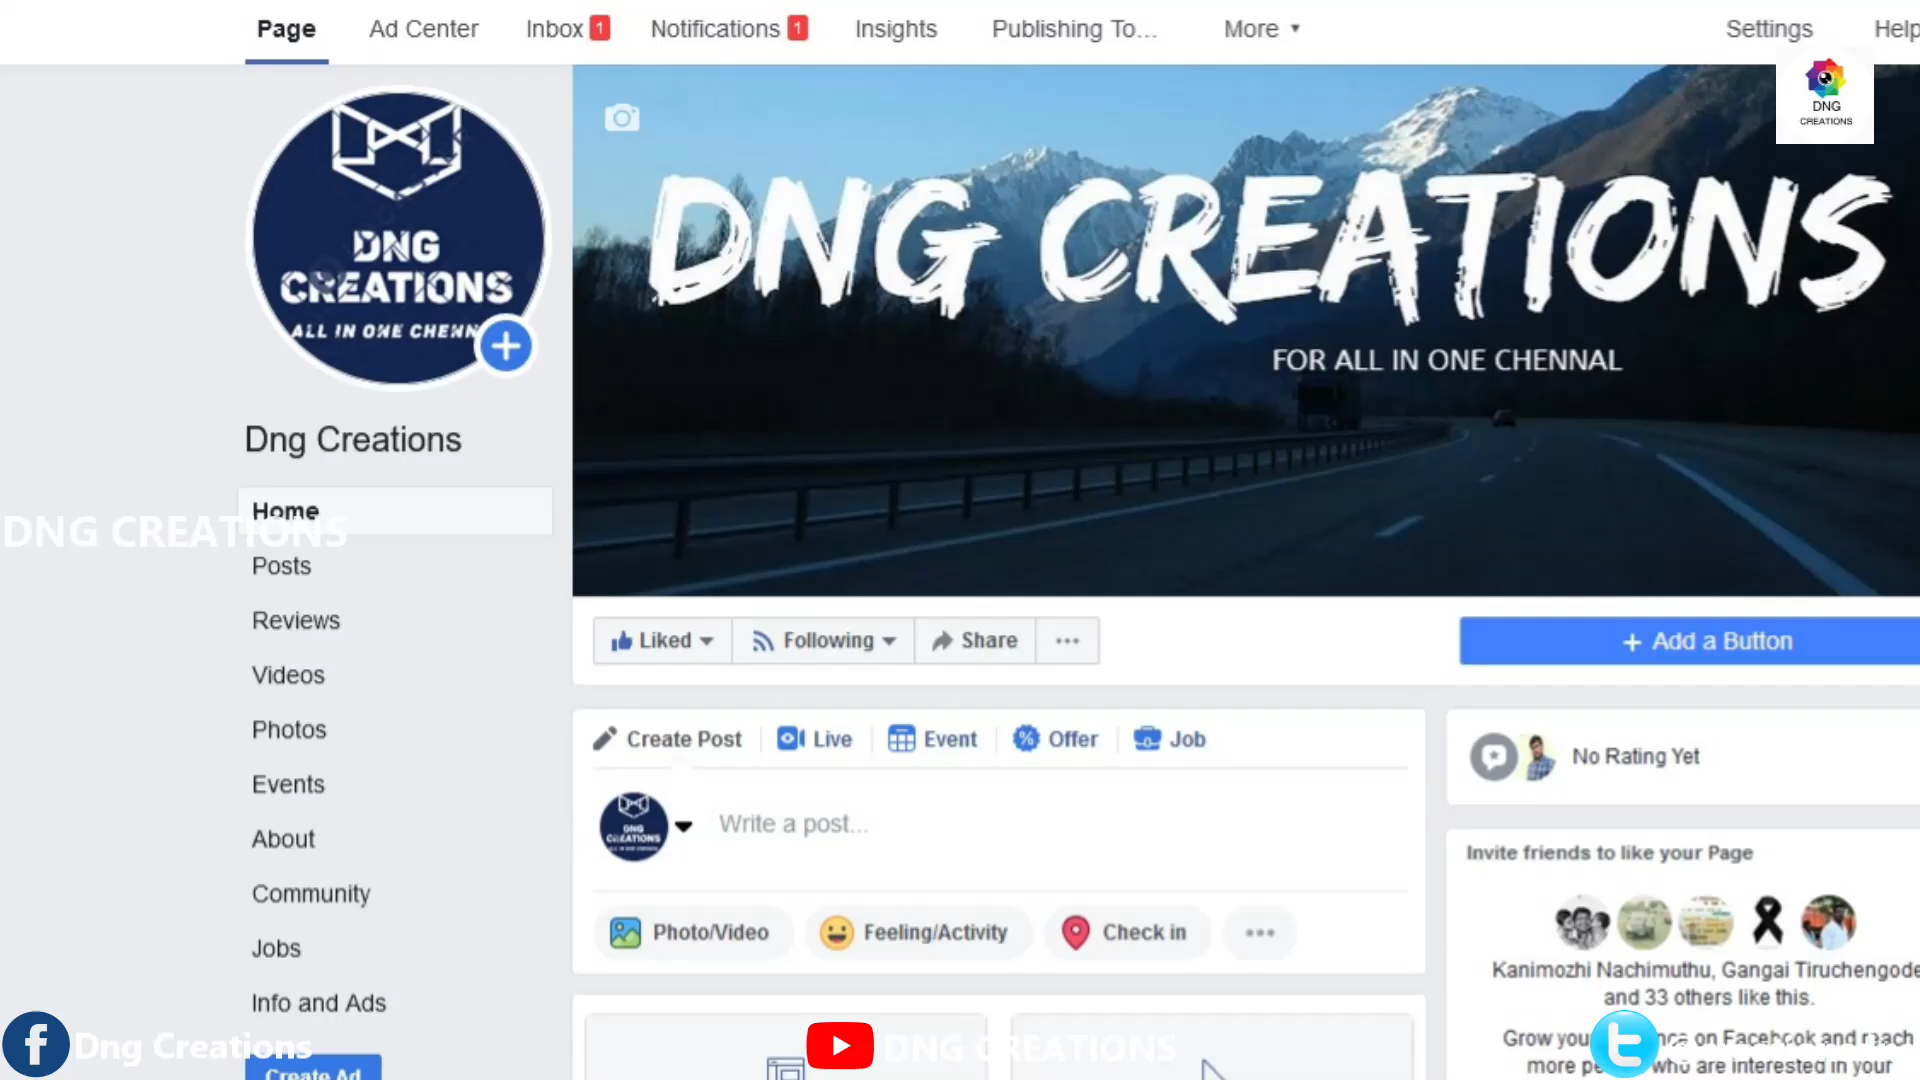 Page Ad Center Inbox 1 Notifications 1 Insights Publishing To... More Settings Help
DNG
CREATIONS
DNG
CREATIONS
ALL IN ONE CHENN
DNG CREATIONS
FOR ALL IN ONE CHENNAL
Dng Creations
Home
DNG CREATIONS
Posts
Reviews
Videos
Photos
Events
About
Community
Jobs
Info and Ads
Create Ad
Liked Following Share
+ Add a Button
Create Post Live Event Offer Job
DNG
CREATIONS
Write a post...
Photo/Video Feeling/Activity Check in
No Rating Yet
Invite friends to like your Page
Kanimozhi Nachimuthu, Gangai Tiruchengode
and 33 others like this.
Grow your on Facebook and reach
more who are interested in your
Dng Creations
DNG CREATIONS